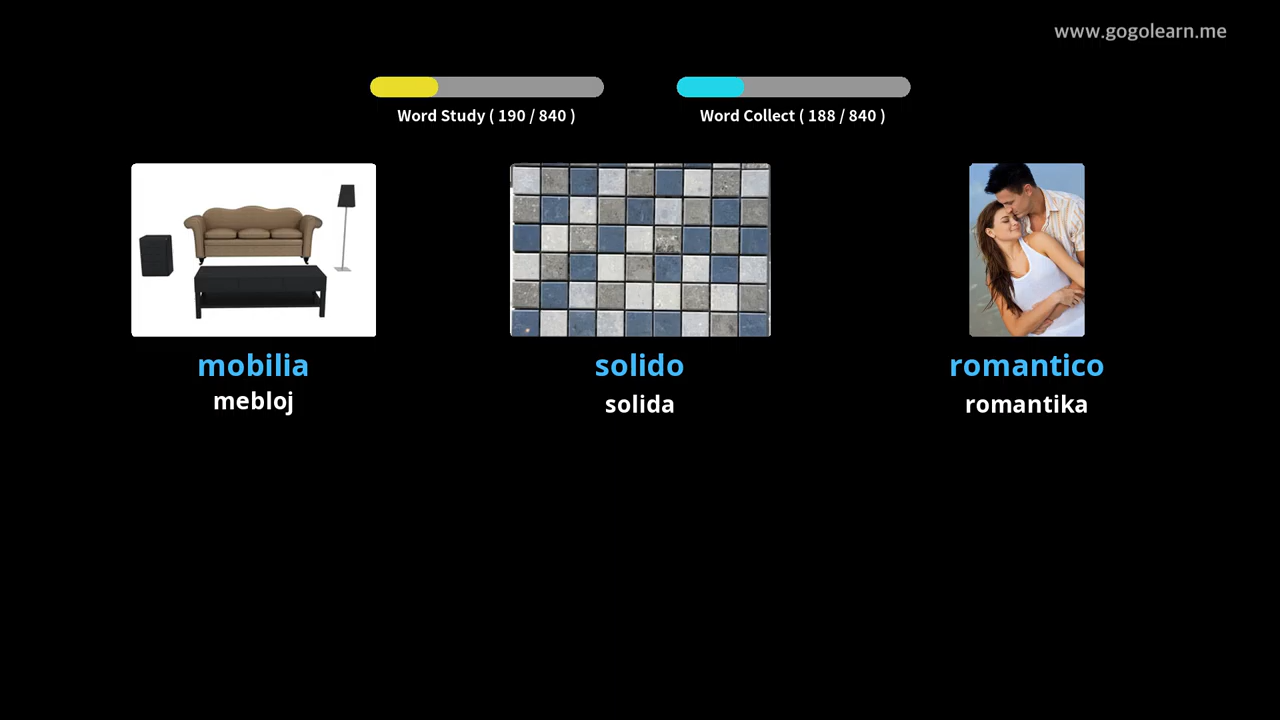 www.gogolearn.me
Word Study ( 190 / 840 )
Word Collect ( 188 / 840 )
mobilia
mebloj
solido
solida
romantico
romantika